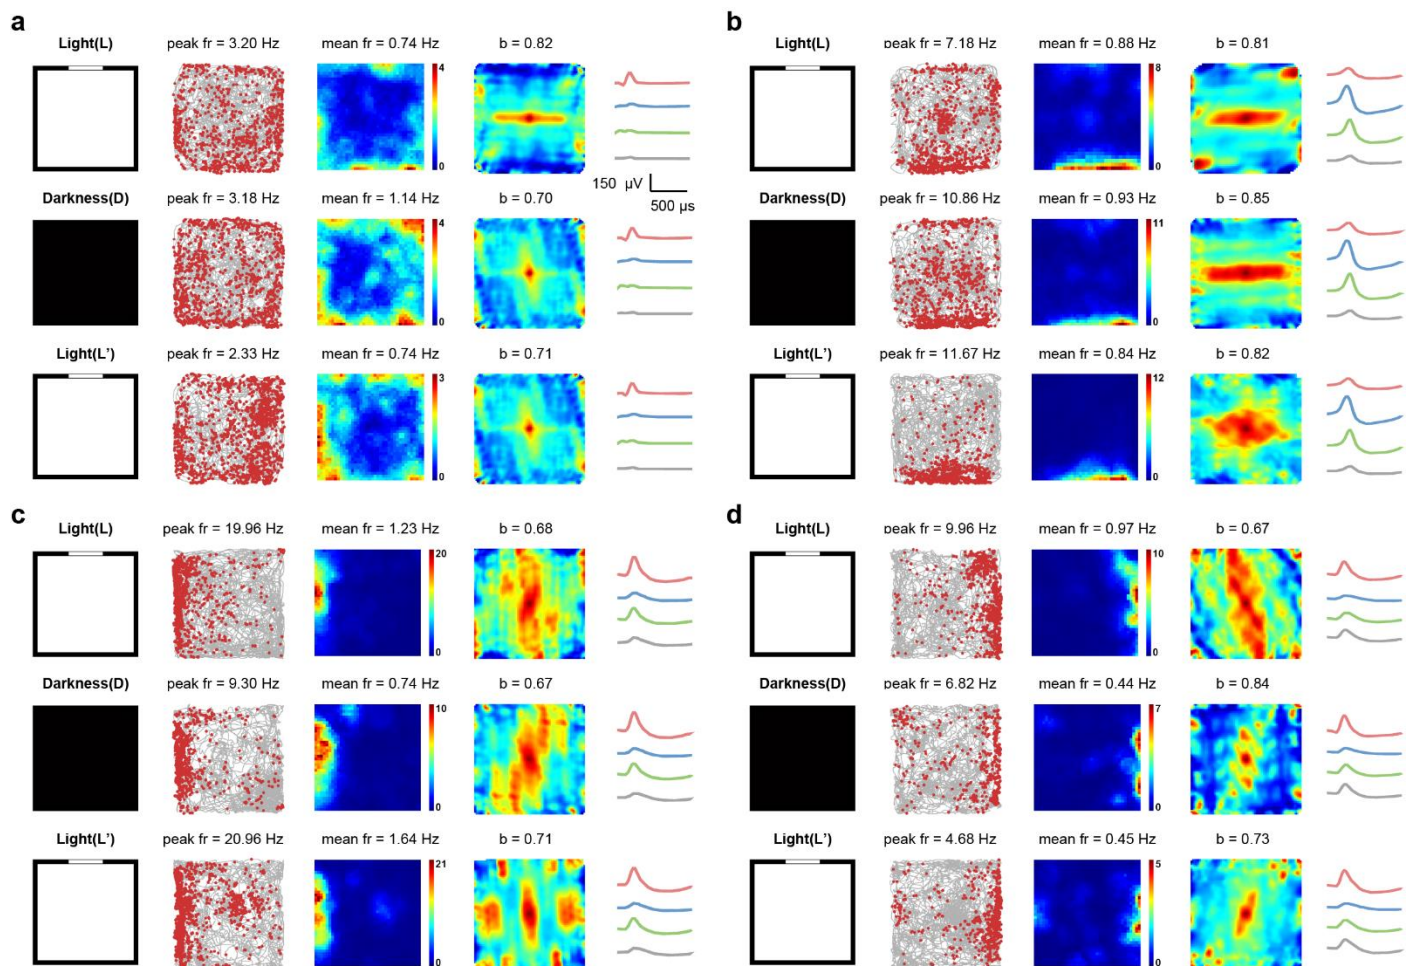 a
Light(L) peak fr = 3.20 Hz mean fr = 0.74 Hz b = 0.82
4
0
150 µV
500 µs
Darkness(D) peak fr = 3.18 Hz mean fr = 1.14 Hz b = 0.70
4
0
Light(L') peak fr = 2.33 Hz mean fr = 0.74 Hz b = 0.71
3
0
b
Light(L) peak fr = 7.18 Hz mean fr = 0.88 Hz b = 0.81
8
0
Darkness(D) peak fr = 10.86 Hz mean fr = 0.93 Hz b = 0.85
11
0
Light(L') peak fr = 11.67 Hz mean fr = 0.84 Hz b = 0.82
12
0
c
Light(L) peak fr = 19.96 Hz mean fr = 1.23 Hz b = 0.68
20
0
Darkness(D) peak fr = 9.30 Hz mean fr = 0.74 Hz b = 0.67
10
0
Light(L') peak fr = 20.96 Hz mean fr = 1.64 Hz b = 0.71
21
0
d
Light(L) peak fr = 9.96 Hz mean fr = 0.97 Hz b = 0.67
10
0
Darkness(D) peak fr = 6.82 Hz mean fr = 0.44 Hz b = 0.84
7
0
Light(L') peak fr = 4.68 Hz mean fr = 0.45 Hz b = 0.73
5
0